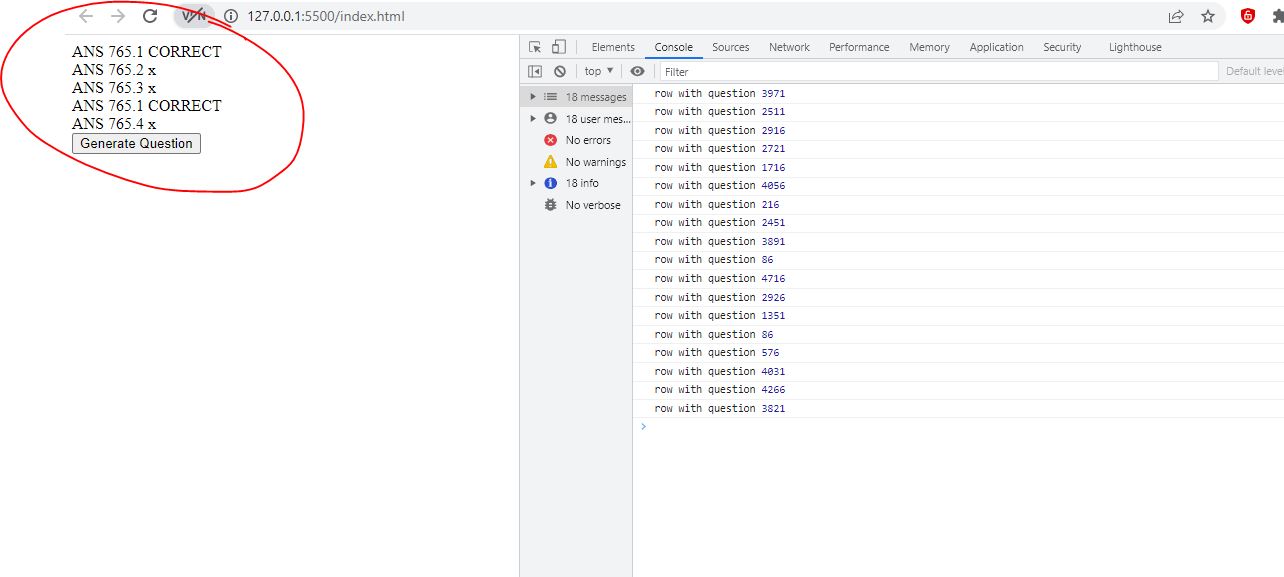 127.0.0.1:5500/index.html
ANS 765.1 CORRECT
ANS 765.2 x
ANS 765.3 x
ANS 765.1 CORRECT
ANS 765.4 x
Generate Question
Elements Console Sources Network Performance Memory Application Security Lighthouse
top Filter Default leve
18 messages
18 user mes...
No errors
No warnings
18 info
No verbose
row with question 3971
row with question 2511
row with question 2916
row with question 2721
row with question 1716
row with question 4056
row with question 216
row with question 2451
row with question 3891
row with question 86
row with question 4716
row with question 2926
row with question 1351
row with question 86
row with question 576
row with question 4031
row with question 4266
row with question 3821